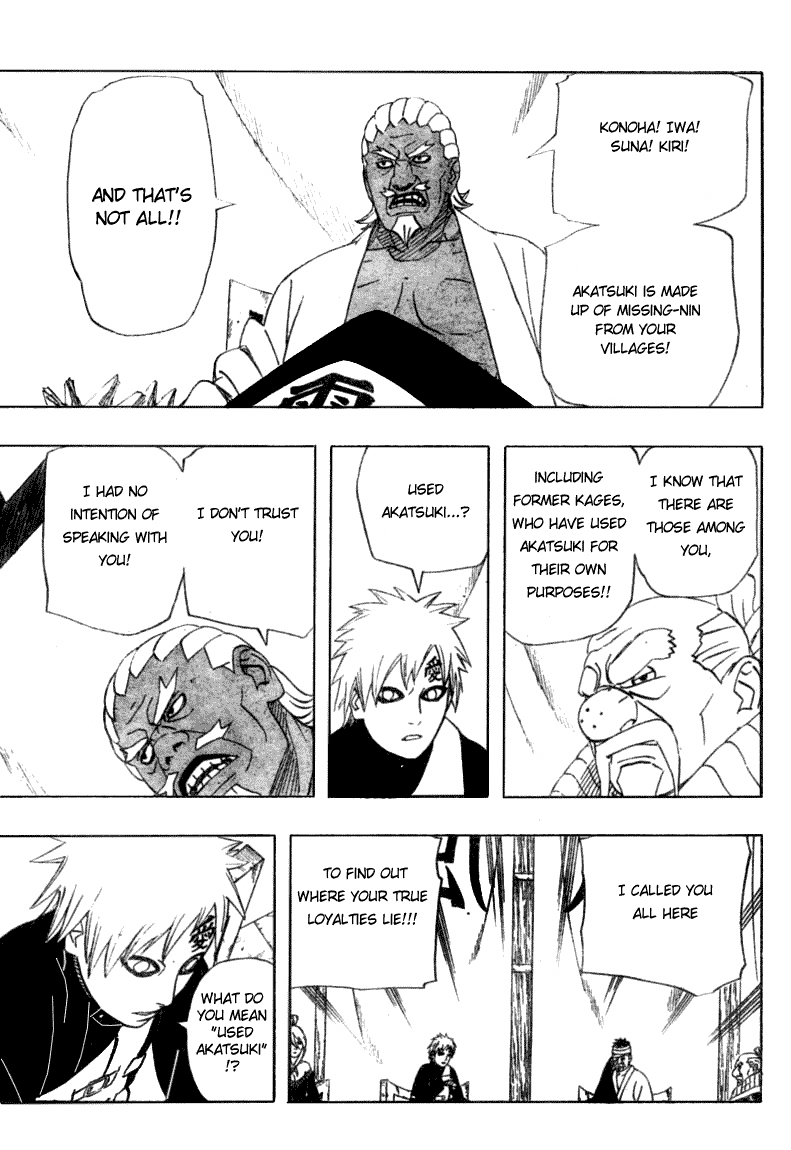 KONOHA! IWA!
SUNA! KIRI!
AKATSUKI IS MADE
UP OF MISSING-NIN
FROM YOUR
VILLAGES!
AND THAT'S
NOT ALL!!
I KNOW THAT
THERE ARE
THOSE AMONG
YOU,
INCLUDING
FORMER KAGES,
WHO HAVE USED
AKATSUKI FOR
THEIR OWN
PURPOSES!!
USED
AKATSUKI...?
I DON'T TRUST
YOU!
I HAD NO
INTENTION OF
SPEAKING WITH
YOU!
I CALLED YOU
ALL HERE
TO FIND OUT
WHERE YOUR TRUE
LOYALTIES LIE!!!
WHAT DO
YOU MEAN
"USED
AKATSUKI"
!?